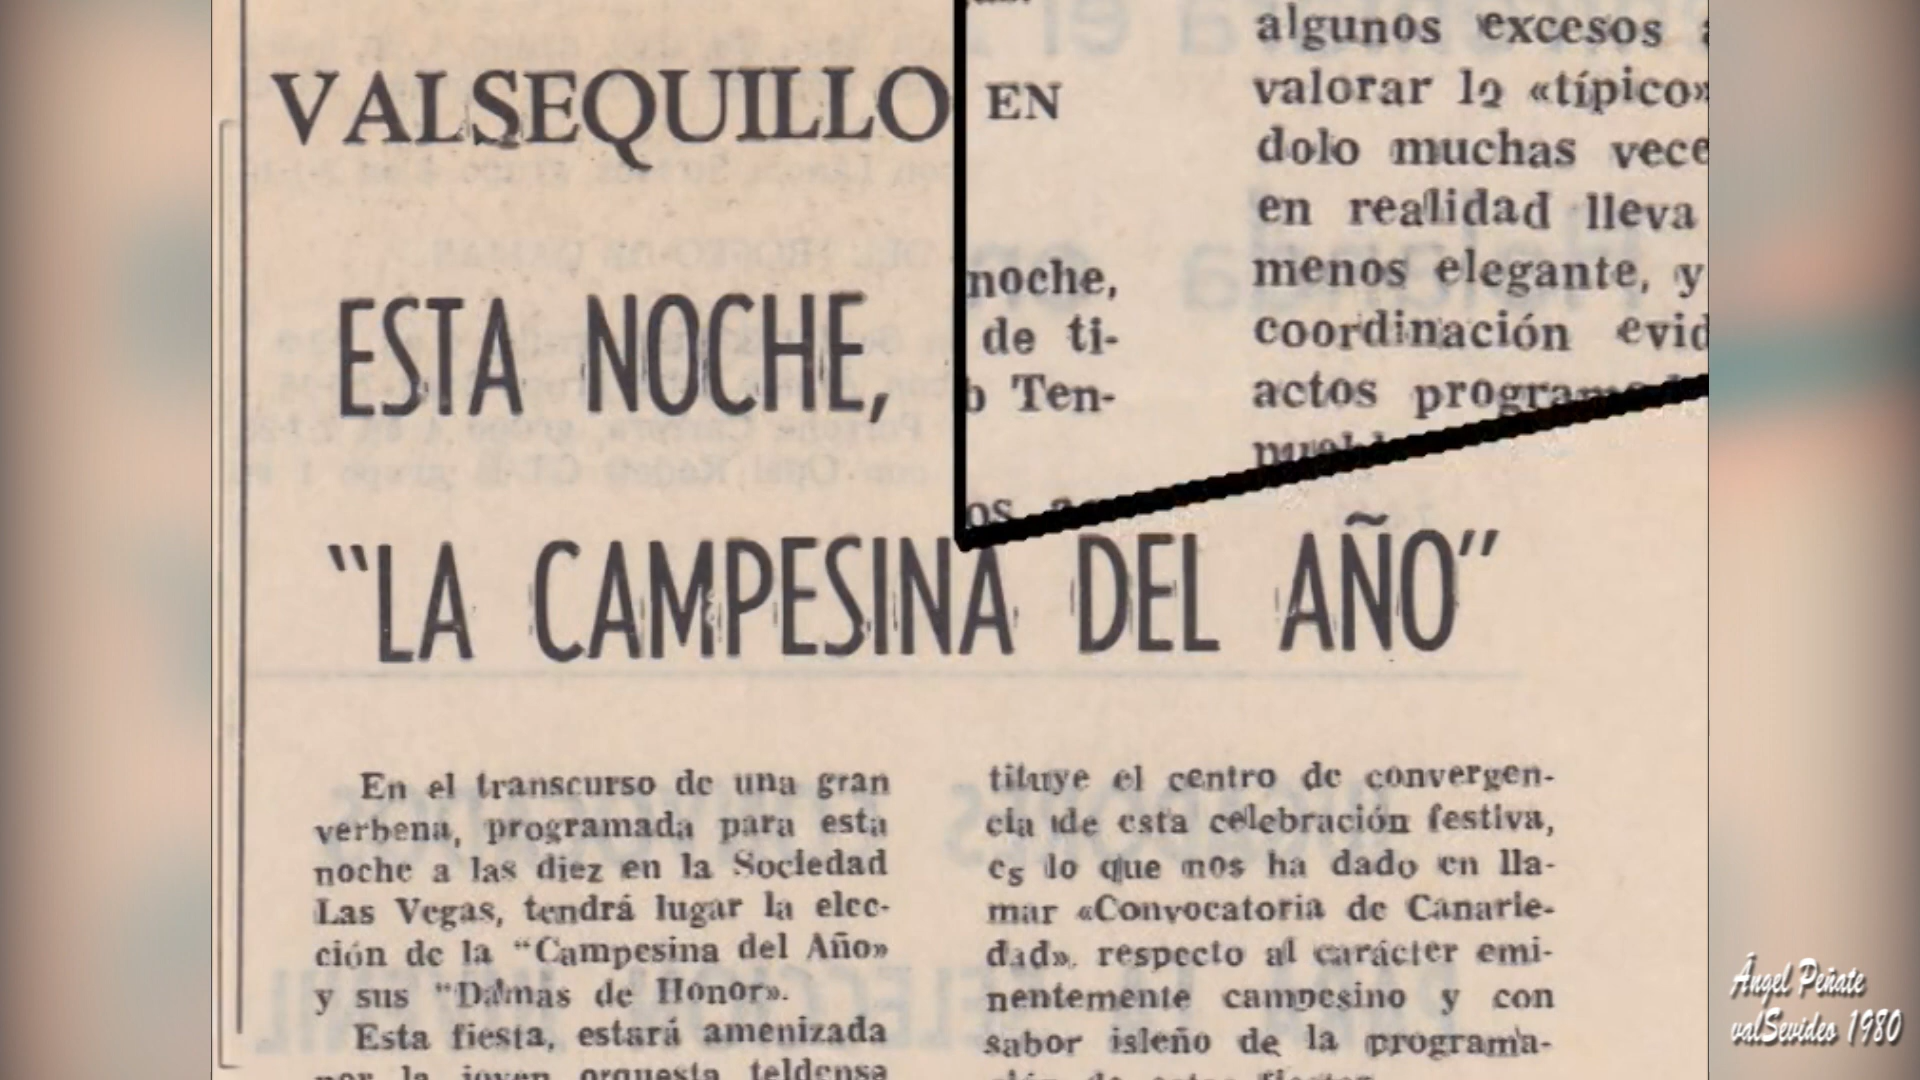 VALSEQUILLO
EN
noche,
de ti-
Ten-
algunos excesos
valorar lo «típico»
dolo muchas vece
en realidad lleva
menos elegante, y
coordinación evid
actos
ESTA NOCHE,
"LA CAMPESINA DEL AÑO"
En el transcurso de una gran
verbena, programada para esta
noche a las diez en la Sociedad
Las Vegas, tendrá lugar la elec-
ción de la "Campesina del Año»
y sus "Damas de Honor».
Esta fiesta, estará amenizada
por la joven orquesta teldensa
tituye el centro de convergen-
cia de esta celebración festiva,
es lo que nos ha dado en lla-
mar «Convocatoria de Canarie-
dad». respecto al carácter emi-
nentemente campesino y con
sabor isleño de la programa-
ción de estas fiestas
Ángel Peñate
valSevideo 1980